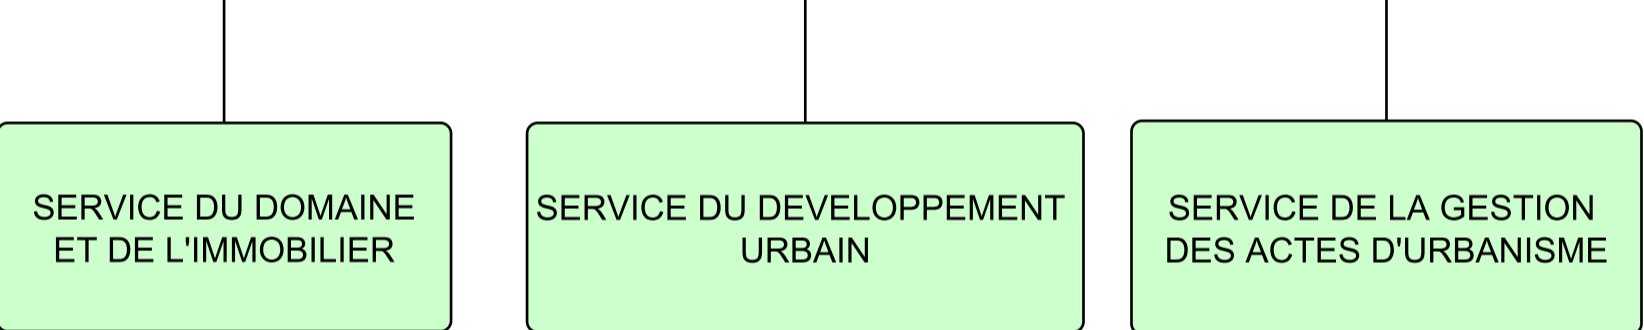 SERVICE DU DOMAINE
ET DE L'IMMOBILIER
SERVICE DU DEVELOPPEMENT
URBAIN
SERVICE DE LA GESTION
DES ACTES D'URBANISME